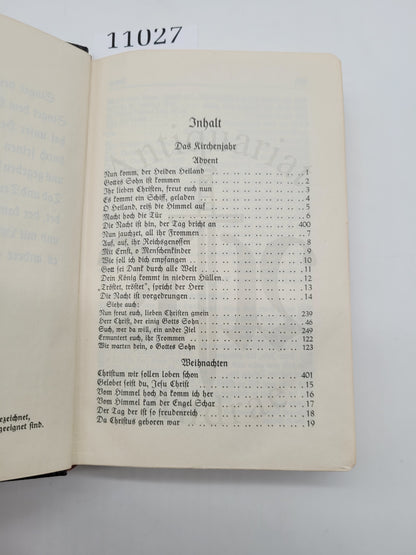 11027
Inhalt
Das Kirchenjahr
Advent
Nun komm, der Heiden Heiland 1
Gottes Sohn ist kommen 2
Ihr lieben Christen, freut euch nun 3
Es kommt ein Schiff, geladen 4
O Heiland, reiß die Himmel auf 5
Macht hoch die Tür 6
Die Nacht ist hin, der Tag bricht an 400
Nun jauchzet, all ihr Frommen 7
Auf, auf, ihr Reichsgenossen 8
Mit Ernst, o Menschenkinder 9
Wie soll ich dich empfangen 10
Gott sei Dank durch alle Welt 11
Dein König kommt in niedern Hüllen 12
„Tröstet, tröstet", spricht der Herr 13
Die Nacht ist vorgedrungen 14
Siehe auch:
Nun freut euch, lieben Christen gmein 239
Herr Christ, der einig Gotts Sohn 46
Such, wer da will, ein ander Ziel 249
Ermuntert euch, ihr Frommen 122
Wir warten dein, o Gottes Sohn 123
Weihnachten
Christum wir sollen loben schon 401
Gelobet seist du, Jesu Christ 15
Vom Himmel hoch da komm ich her 16
Vom Himmel kam der Engel Schar 17
Der Tag der ist so freudenreich 18
Da Christus geboren war 19
ezeichnet,
geeignet sind.
Antiquariat